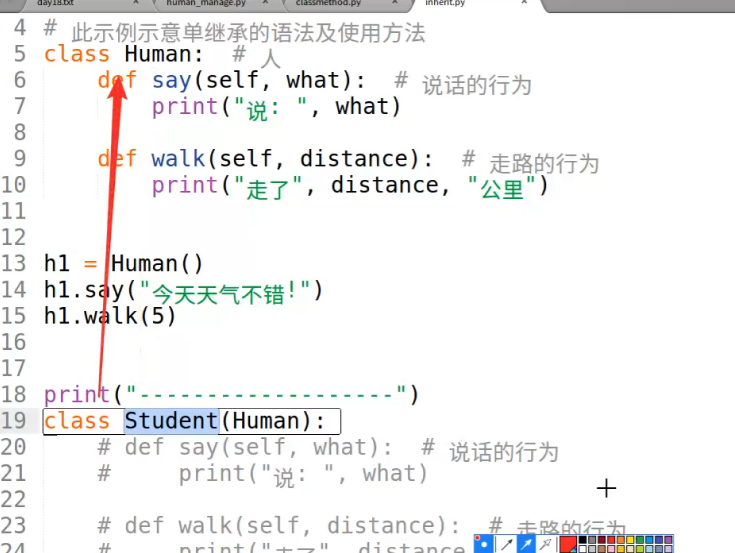 day18.txt × human_manage.py × classmethod.py × inherit.py ×
4 # 此示例示意单继承的语法及使用方法
5 class Human:  # 人
6     def say(self, what):  # 说话的行为
7         print("说: ", what)
8
9     def walk(self, distance):  # 走路的行为
10         print("走了", distance, "公里")
11
12
13 h1 = Human()
14 h1.say("今天天气不错!")
15 h1.walk(5)
16
17
18 print("-------------------")
19 class Student(Human):
20     # def say(self, what):  # 说话的行为
21     #     print("说: ", what)
22
23     # def walk(self, distance):  # 走路的行为
24     #     print("走了", distance